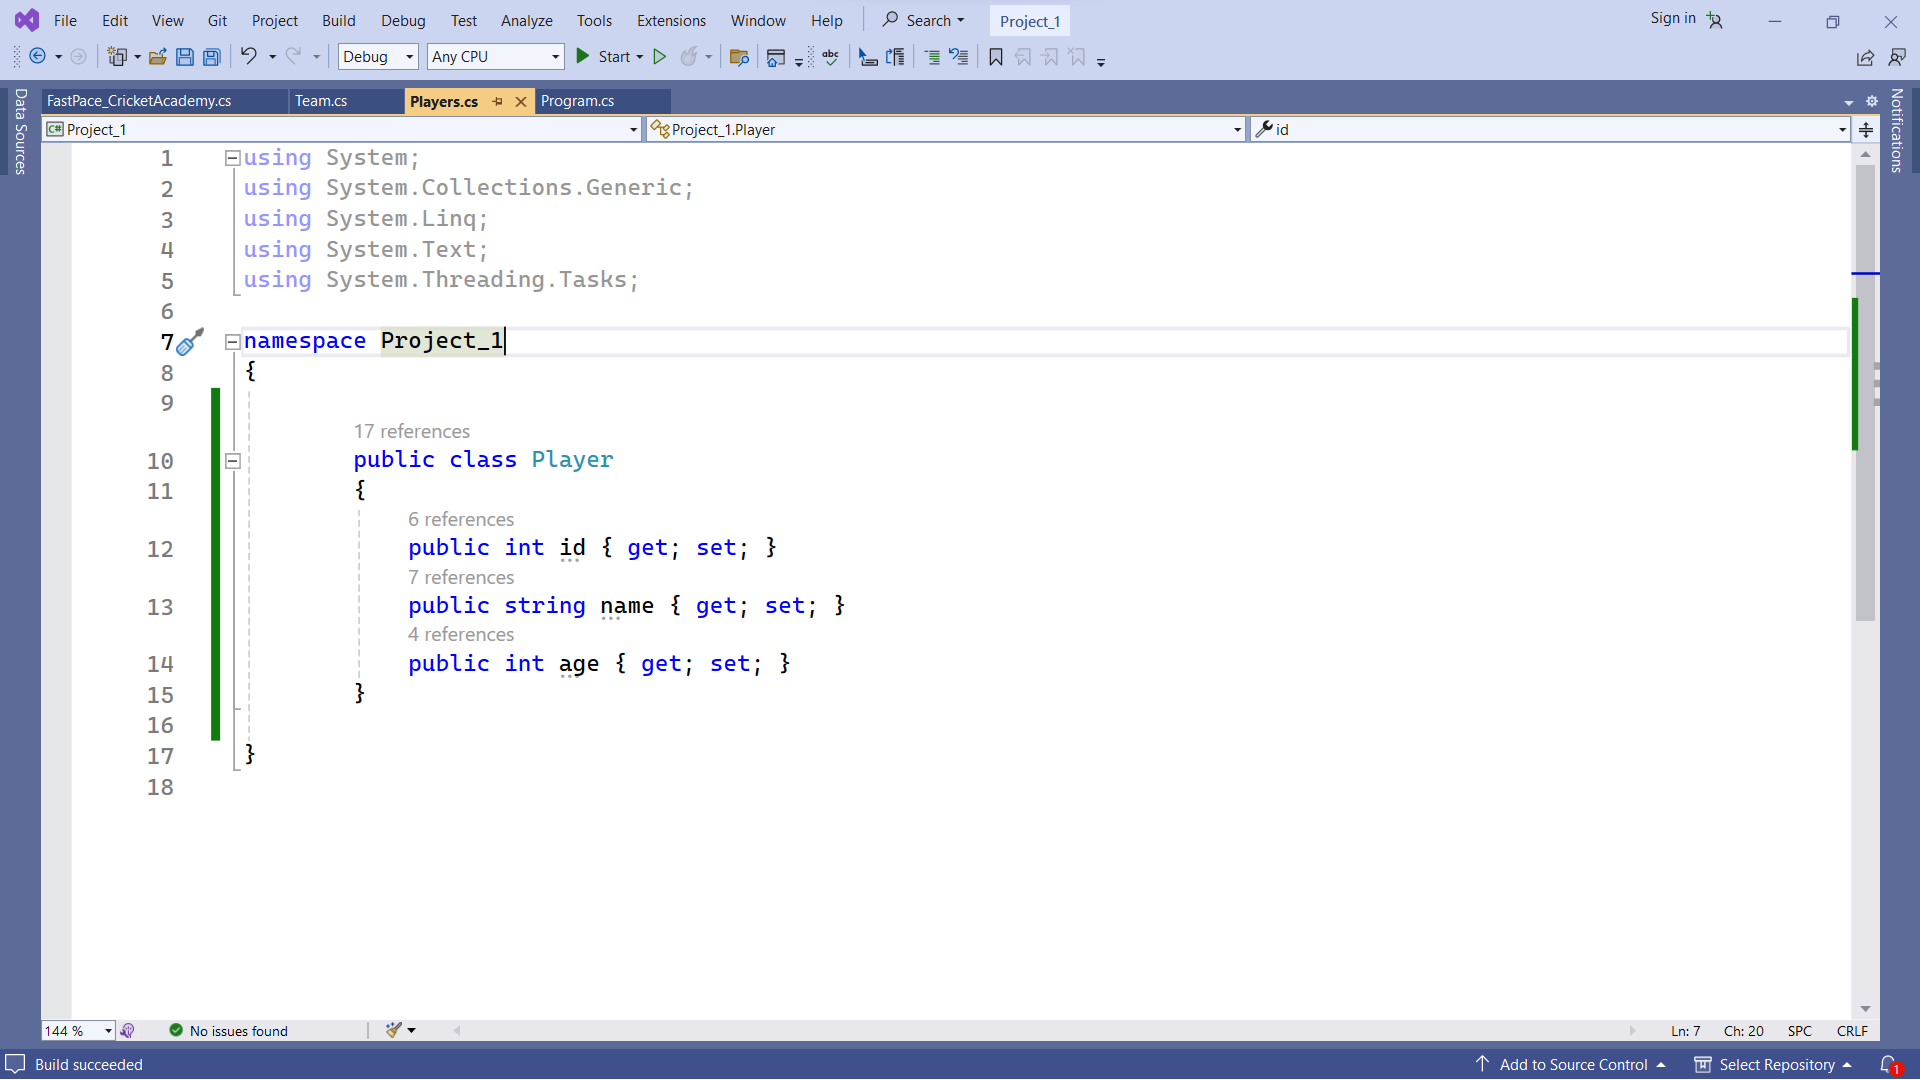 File Edit View Git Project Build Debug Test Analyze Tools Extensions Window Help Search Project_1 Sign in
Debug Any CPU Start abc
Data Sources
FastPace_CricketAcademy.cs Team.cs Players.cs Program.cs
Notifications
C# Project_1 Project_1.Player id
1 using System;
2 using System.Collections.Generic;
3 using System.Linq;
4 using System.Text;
5 using System.Threading.Tasks;
6
7 namespace Project_1
8 {
9
17 references
10 public class Player
11 {
6 references
12 public int id { get; set; }
7 references
13 public string name { get; set; }
4 references
14 public int age { get; set; }
15 }
16
17 }
18
144 % No issues found Ln: 7 Ch: 20 SPC CRLF
Build succeeded Add to Source Control Select Repository 1